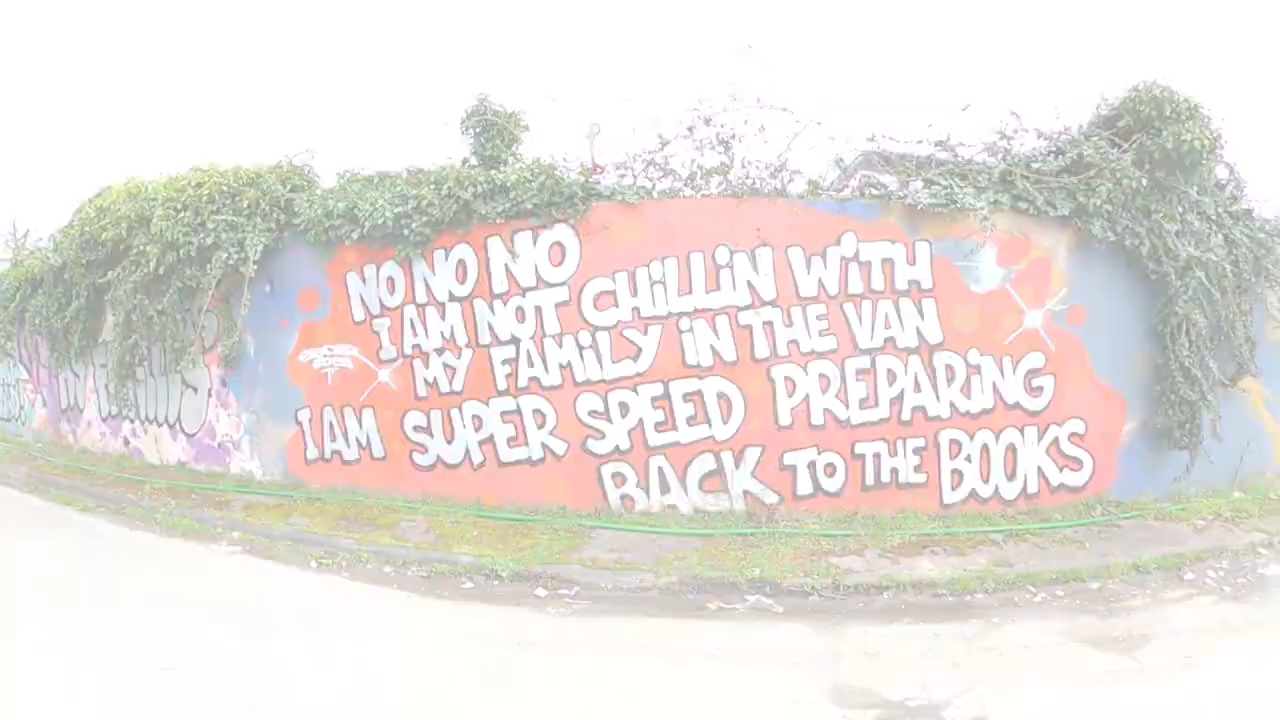 NO NO NO
I AM NOT CHiLLiN WiTH
MY FAMiLY iN THE VAN
I AM SUPER SPEED PREPARiNG
BACK TO THE BOOKS